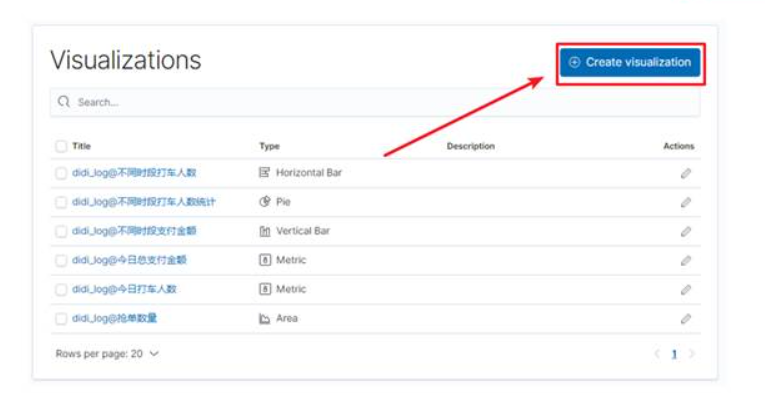 Visualizations
Create visualization
Search...
Title Type Description Actions
didi_log@不同时段打车人数 Horizontal Bar
didi_log@不同时段打车人数统计 Pie
didi_log@不同时段支付金额 Vertical Bar
didi_log@今日总支付金额 8 Metric
didi_log@今日打车人数 8 Metric
didi_log@抢单数量 Area
Rows per page: 20 < 1 >